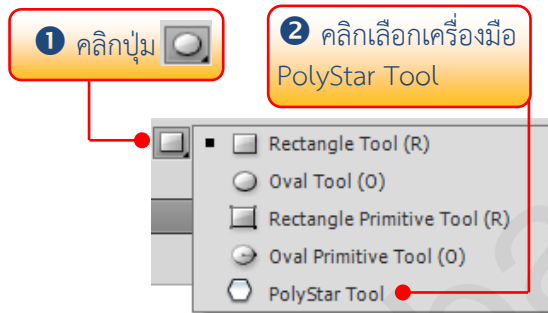 ❶ คลิกปุ่ม
❷ คลิกเลือกเครื่องมือ
PolyStar Tool
Rectangle Tool (R)
Oval Tool (O)
Rectangle Primitive Tool (R)
Oval Primitive Tool (O)
PolyStar Tool